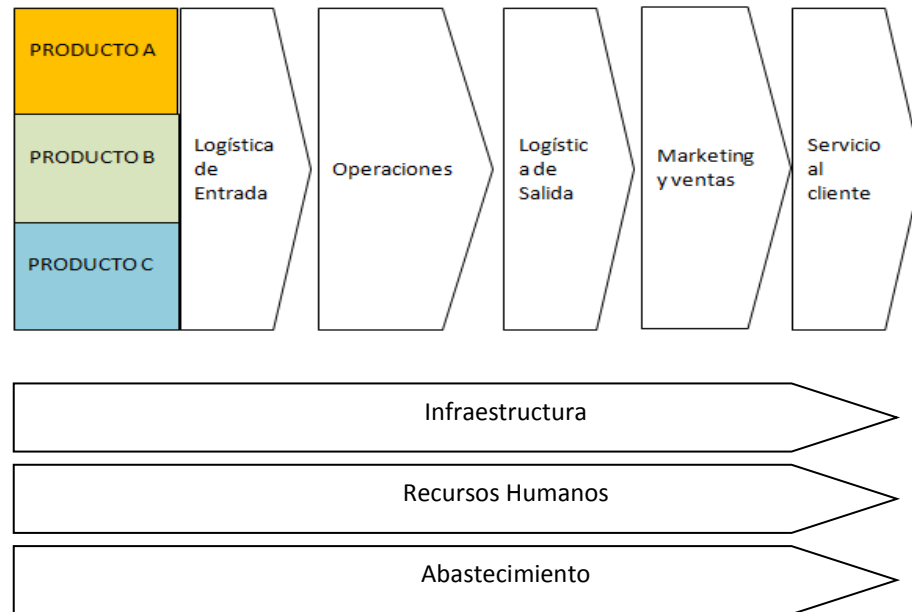 PRODUCTO A
PRODUCTO B
PRODUCTO C
Logística
de
Entrada
Operaciones
Logístic
a de
Salida
Marketing
y ventas
Servicio
al
cliente
Infraestructura
Recursos Humanos
Abastecimiento